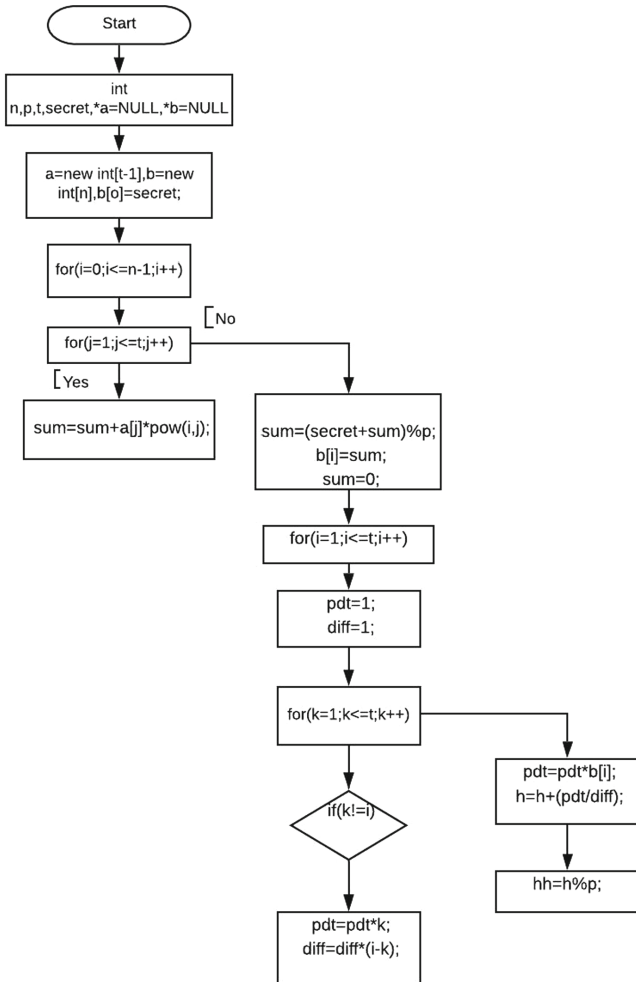 Start
int
n,p,t,secret,*a=NULL,*b=NULL
a=new int[t-1],b=new
int[n],b[o]=secret;
for(i=0;i<=n-1;i++)
No
for(j=1;j<=t;j++)
Yes
sum=sum+a[j]*pow(i,j);
sum=(secret+sum)%p;
b[i]=sum;
sum=0;
for(i=1;i<=t;i++)
pdt=1;
diff=1;
for(k=1;k<=t;k++)
pdt=pdt*b[i];
h=h+(pdt/diff);
if(k!=i)
hh=h%p;
pdt=pdt*k;
diff=diff*(i-k);